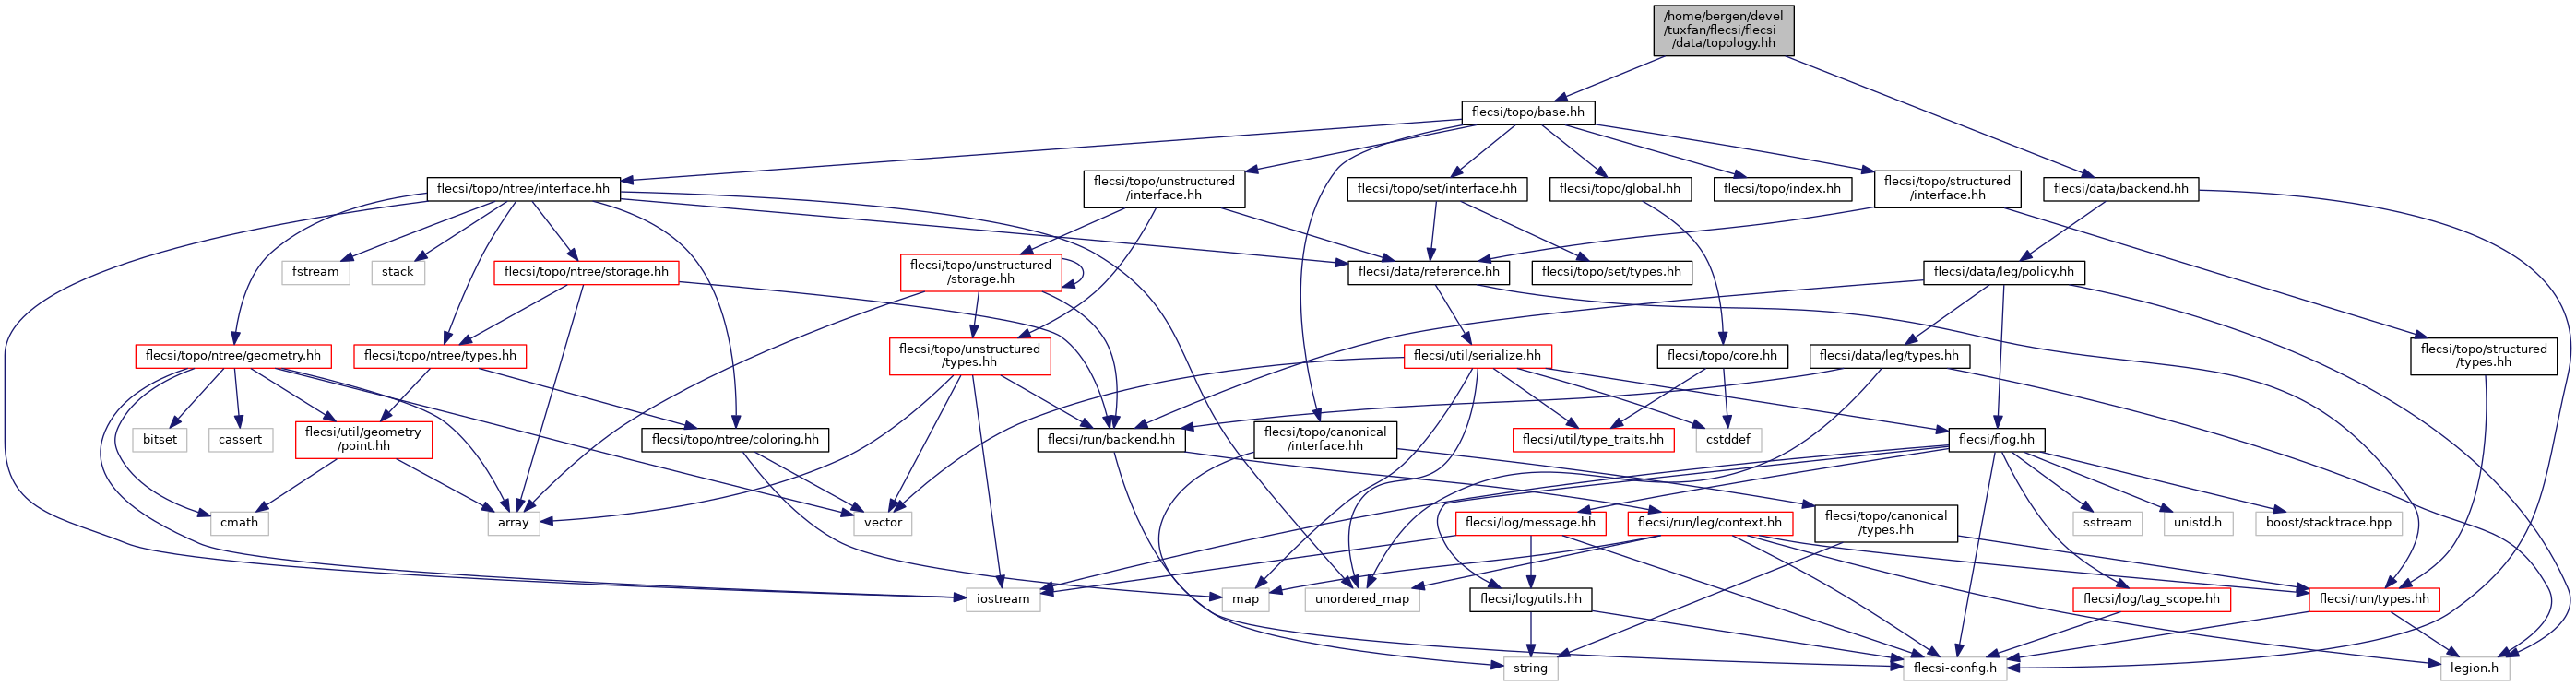 /home/bergen/devel
/tuxfan/flecsi/flecsi
/data/topology.hh
flecsi/topo/base.hh
flecsi/topo/ntree/interface.hh
flecsi/topo/unstructured
/interface.hh
flecsi/topo/set/interface.hh
flecsi/topo/global.hh
flecsi/topo/index.hh
flecsi/topo/structured
/interface.hh
flecsi/data/backend.hh
fstream
stack
flecsi/topo/ntree/storage.hh
flecsi/topo/unstructured
/storage.hh
flecsi/data/reference.hh
flecsi/topo/set/types.hh
flecsi/data/leg/policy.hh
flecsi/topo/ntree/geometry.hh
flecsi/topo/ntree/types.hh
flecsi/topo/unstructured
/types.hh
flecsi/util/serialize.hh
flecsi/topo/core.hh
flecsi/data/leg/types.hh
flecsi/topo/structured
/types.hh
bitset
cassert
flecsi/util/geometry
/point.hh
flecsi/topo/ntree/coloring.hh
flecsi/run/backend.hh
flecsi/topo/canonical
/interface.hh
flecsi/util/type_traits.hh
cstddef
flecsi/flog.hh
cmath
array
vector
flecsi/log/message.hh
flecsi/run/leg/context.hh
flecsi/topo/canonical
/types.hh
sstream
unistd.h
boost/stacktrace.hpp
iostream
map
unordered_map
flecsi/log/utils.hh
flecsi/log/tag_scope.hh
flecsi/run/types.hh
string
flecsi-config.h
legion.h